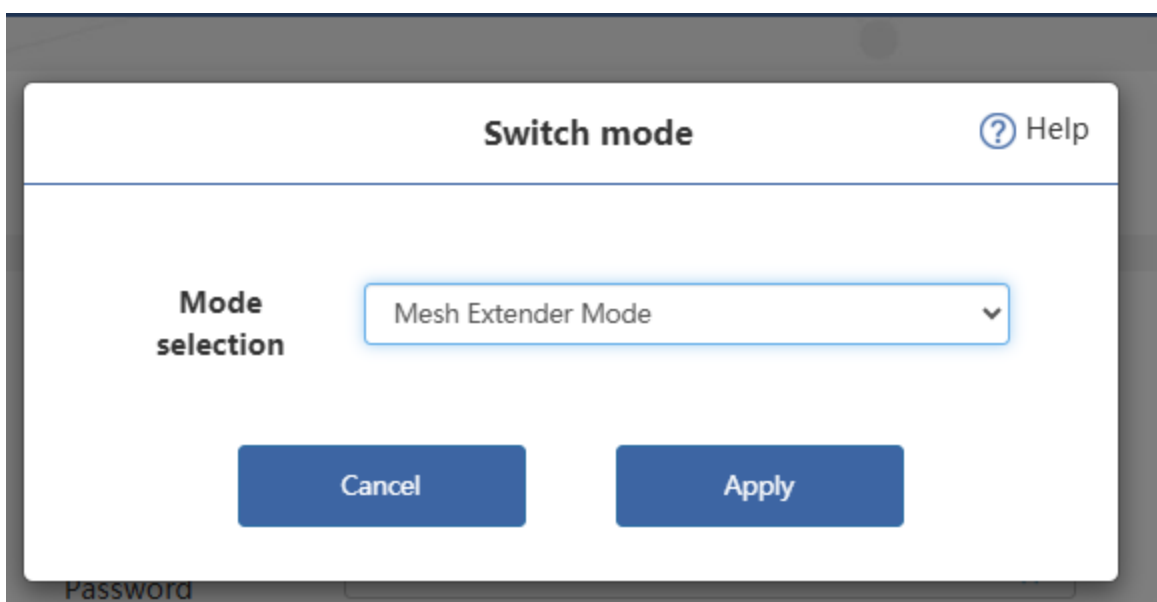 Switch mode
Help
Mode
selection
Mesh Extender Mode
Cancel
Apply
Password